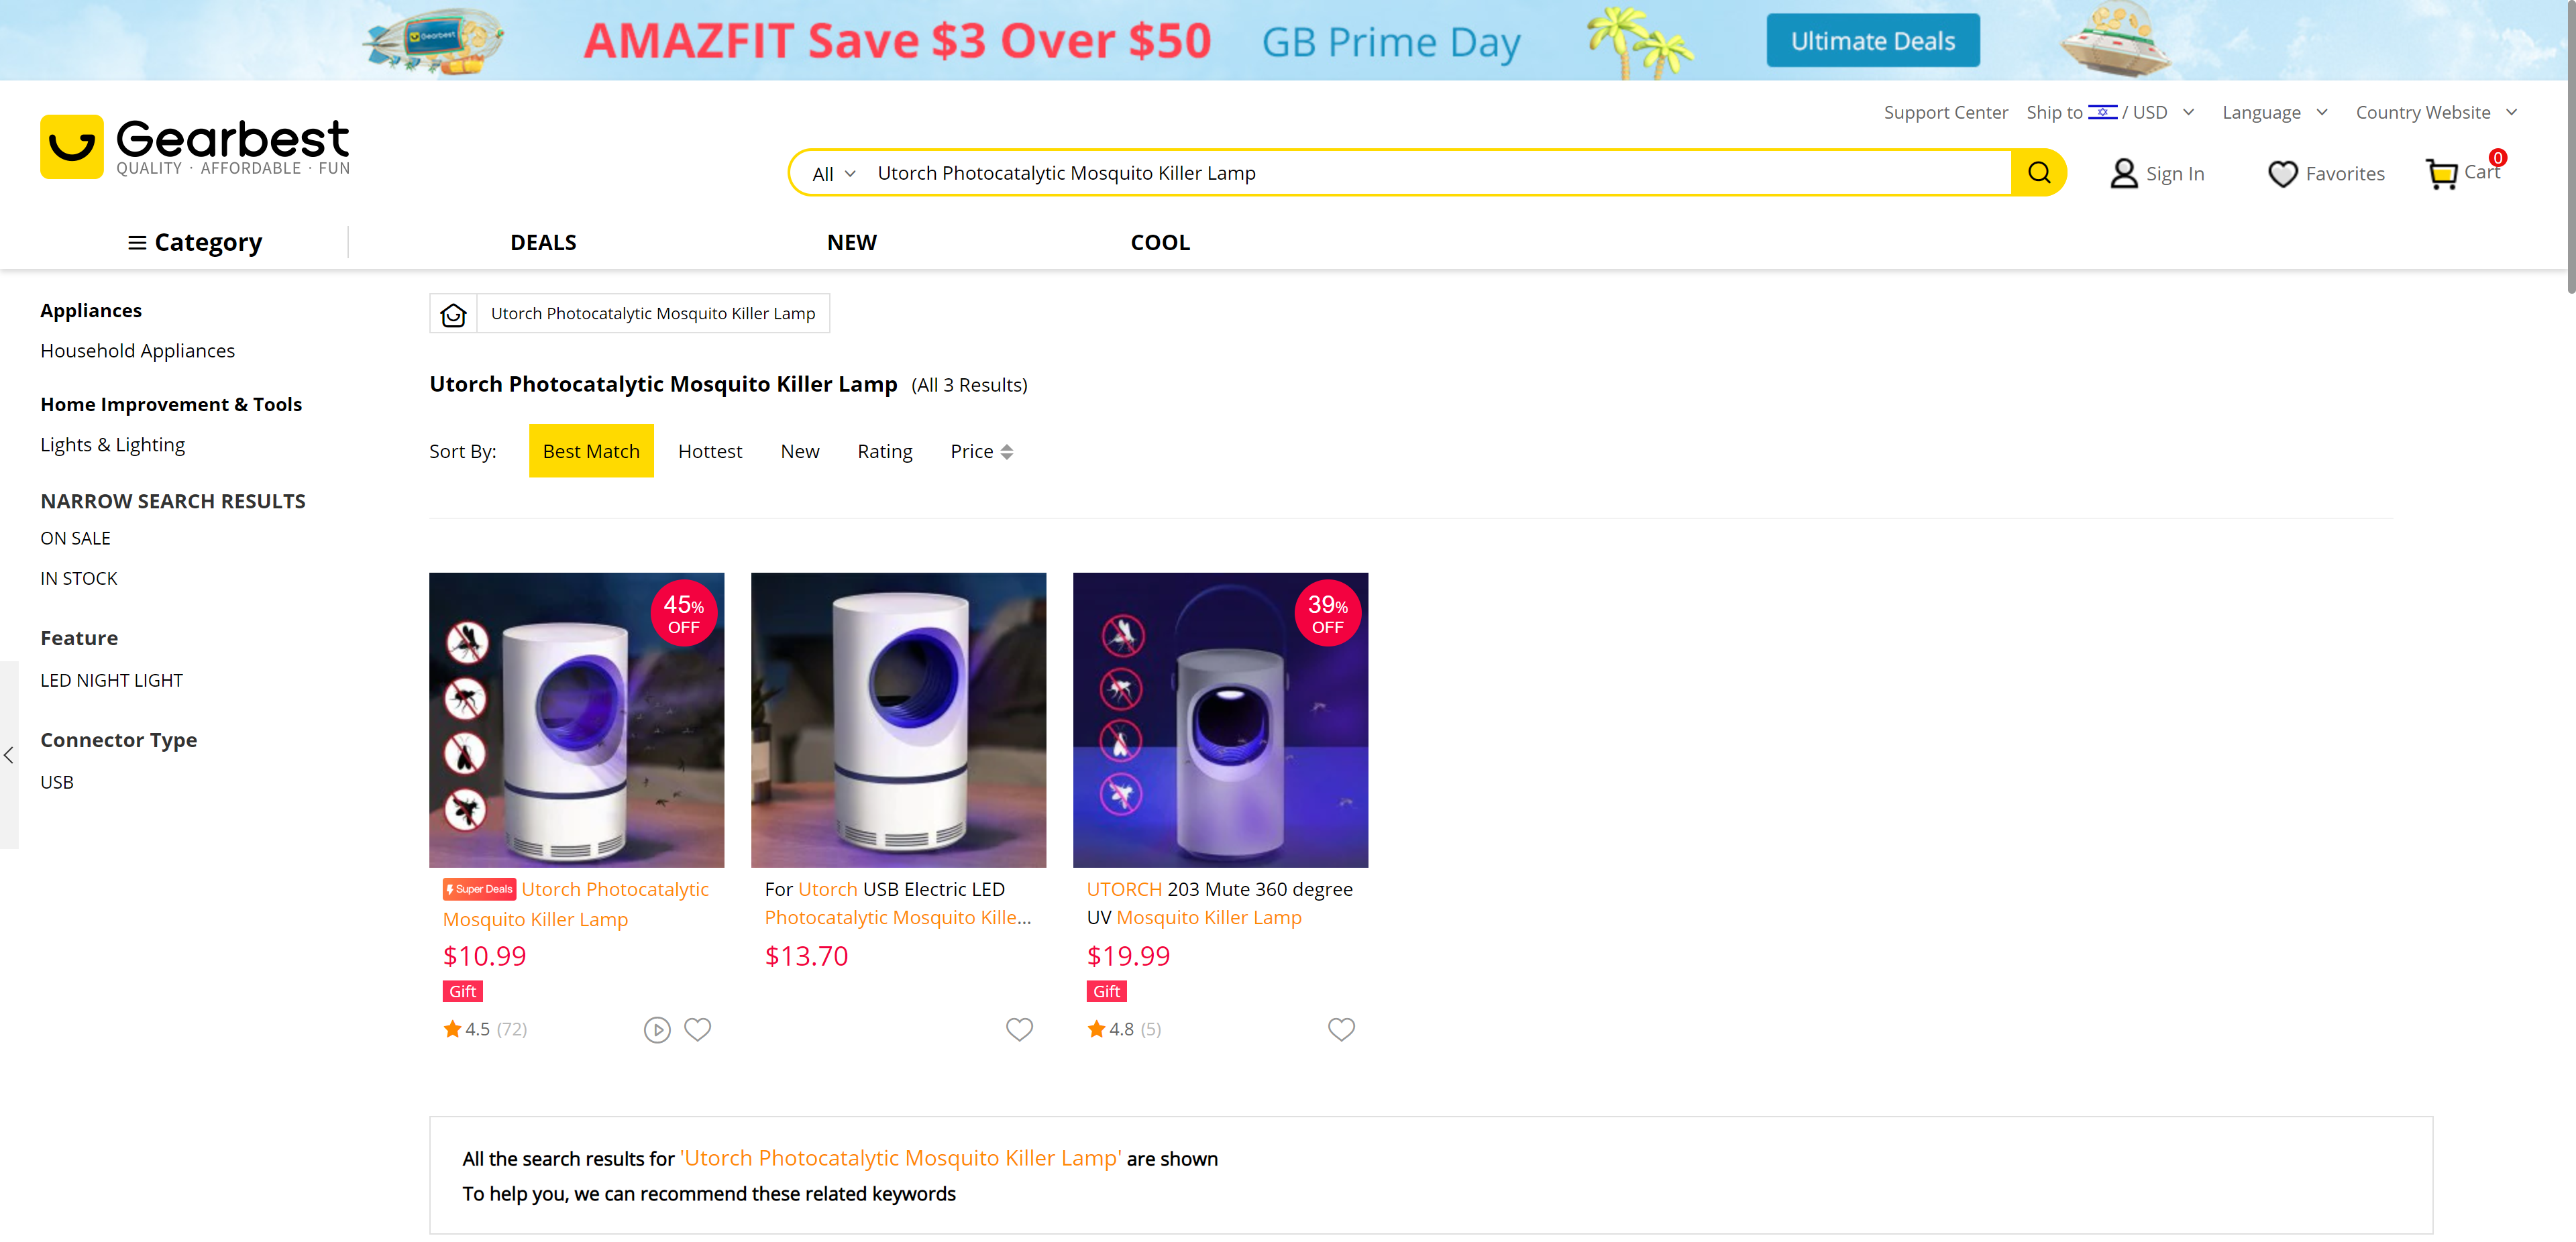 Gearbest
AMAZFIT Save $3 Over $50
GB Prime Day
Ultimate Deals
Support Center
Ship to / USD
Language
Country Website
Gearbest
QUALITY · AFFORDABLE · FUN
All
Utorch Photocatalytic Mosquito Killer Lamp
Sign In
Favorites
Cart
0
Category
DEALS
NEW
COOL
Appliances
Household Appliances
Home Improvement & Tools
Lights & Lighting
NARROW SEARCH RESULTS
ON SALE
IN STOCK
Feature
LED NIGHT LIGHT
Connector Type
USB
Utorch Photocatalytic Mosquito Killer Lamp
Utorch Photocatalytic Mosquito Killer Lamp (All 3 Results)
Sort By:
Best Match
Hottest
New
Rating
Price
45%
OFF
Super Deals Utorch Photocatalytic
Mosquito Killer Lamp
$10.99
Gift
4.5 (72)
For Utorch USB Electric LED
Photocatalytic Mosquito Kille...
$13.70
39%
OFF
UTORCH 203 Mute 360 degree
UV Mosquito Killer Lamp
$19.99
Gift
4.8 (5)
All the search results for 'Utorch Photocatalytic Mosquito Killer Lamp' are shown
To help you, we can recommend these related keywords